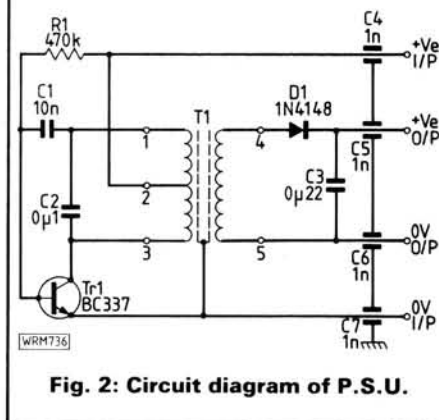 R1
470k
C4
1n
+Ve
I/P
C1
10n
T1
D1
1N4148
+Ve
O/P
1
4
C5
1n
2
C2
0µ1
C3
0µ22
3
5
0V
O/P
C6
1n
Tr1
BC337
0V
I/P
C7
1n
WRM736
Fig. 2: Circuit diagram of P.S.U.